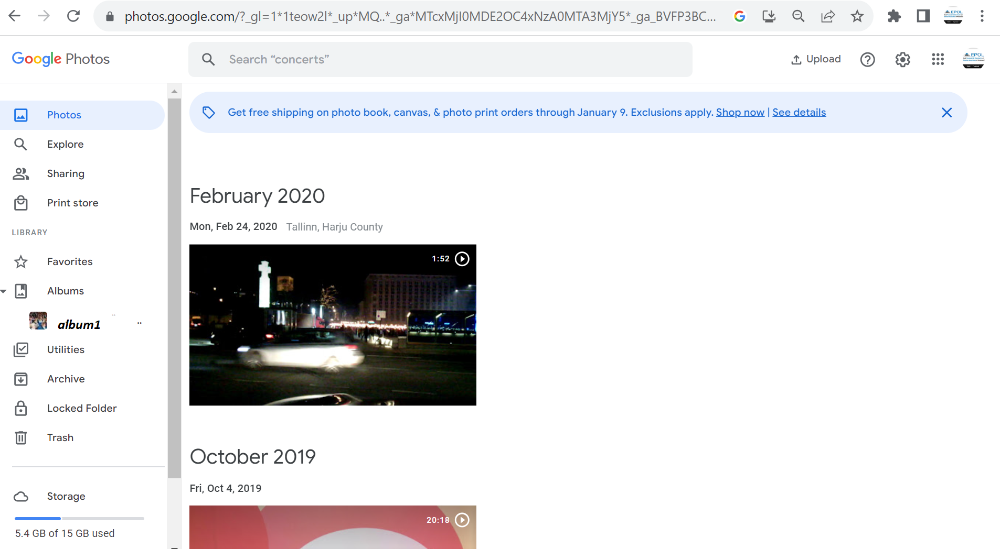 photos.google.com/?_gl=1*1teow2l*_up*MQ..*_ga*MTcxMjI0MDE2OC4xNzA0MTA3MjY5*_ga_BVFP3BC...
Google Photos
Search “concerts”
Upload
EPOL
EPOL
Photos
Explore
Sharing
Print store
LIBRARY
Favorites
Albums
album1
Utilities
Archive
Locked Folder
Trash
Storage
5.4 GB of 15 GB used
Get free shipping on photo book, canvas, & photo print orders through January 9. Exclusions apply. Shop now | See details
February 2020
Mon, Feb 24, 2020 Tallinn, Harju County
1:52
October 2019
Fri, Oct 4, 2019
20:18